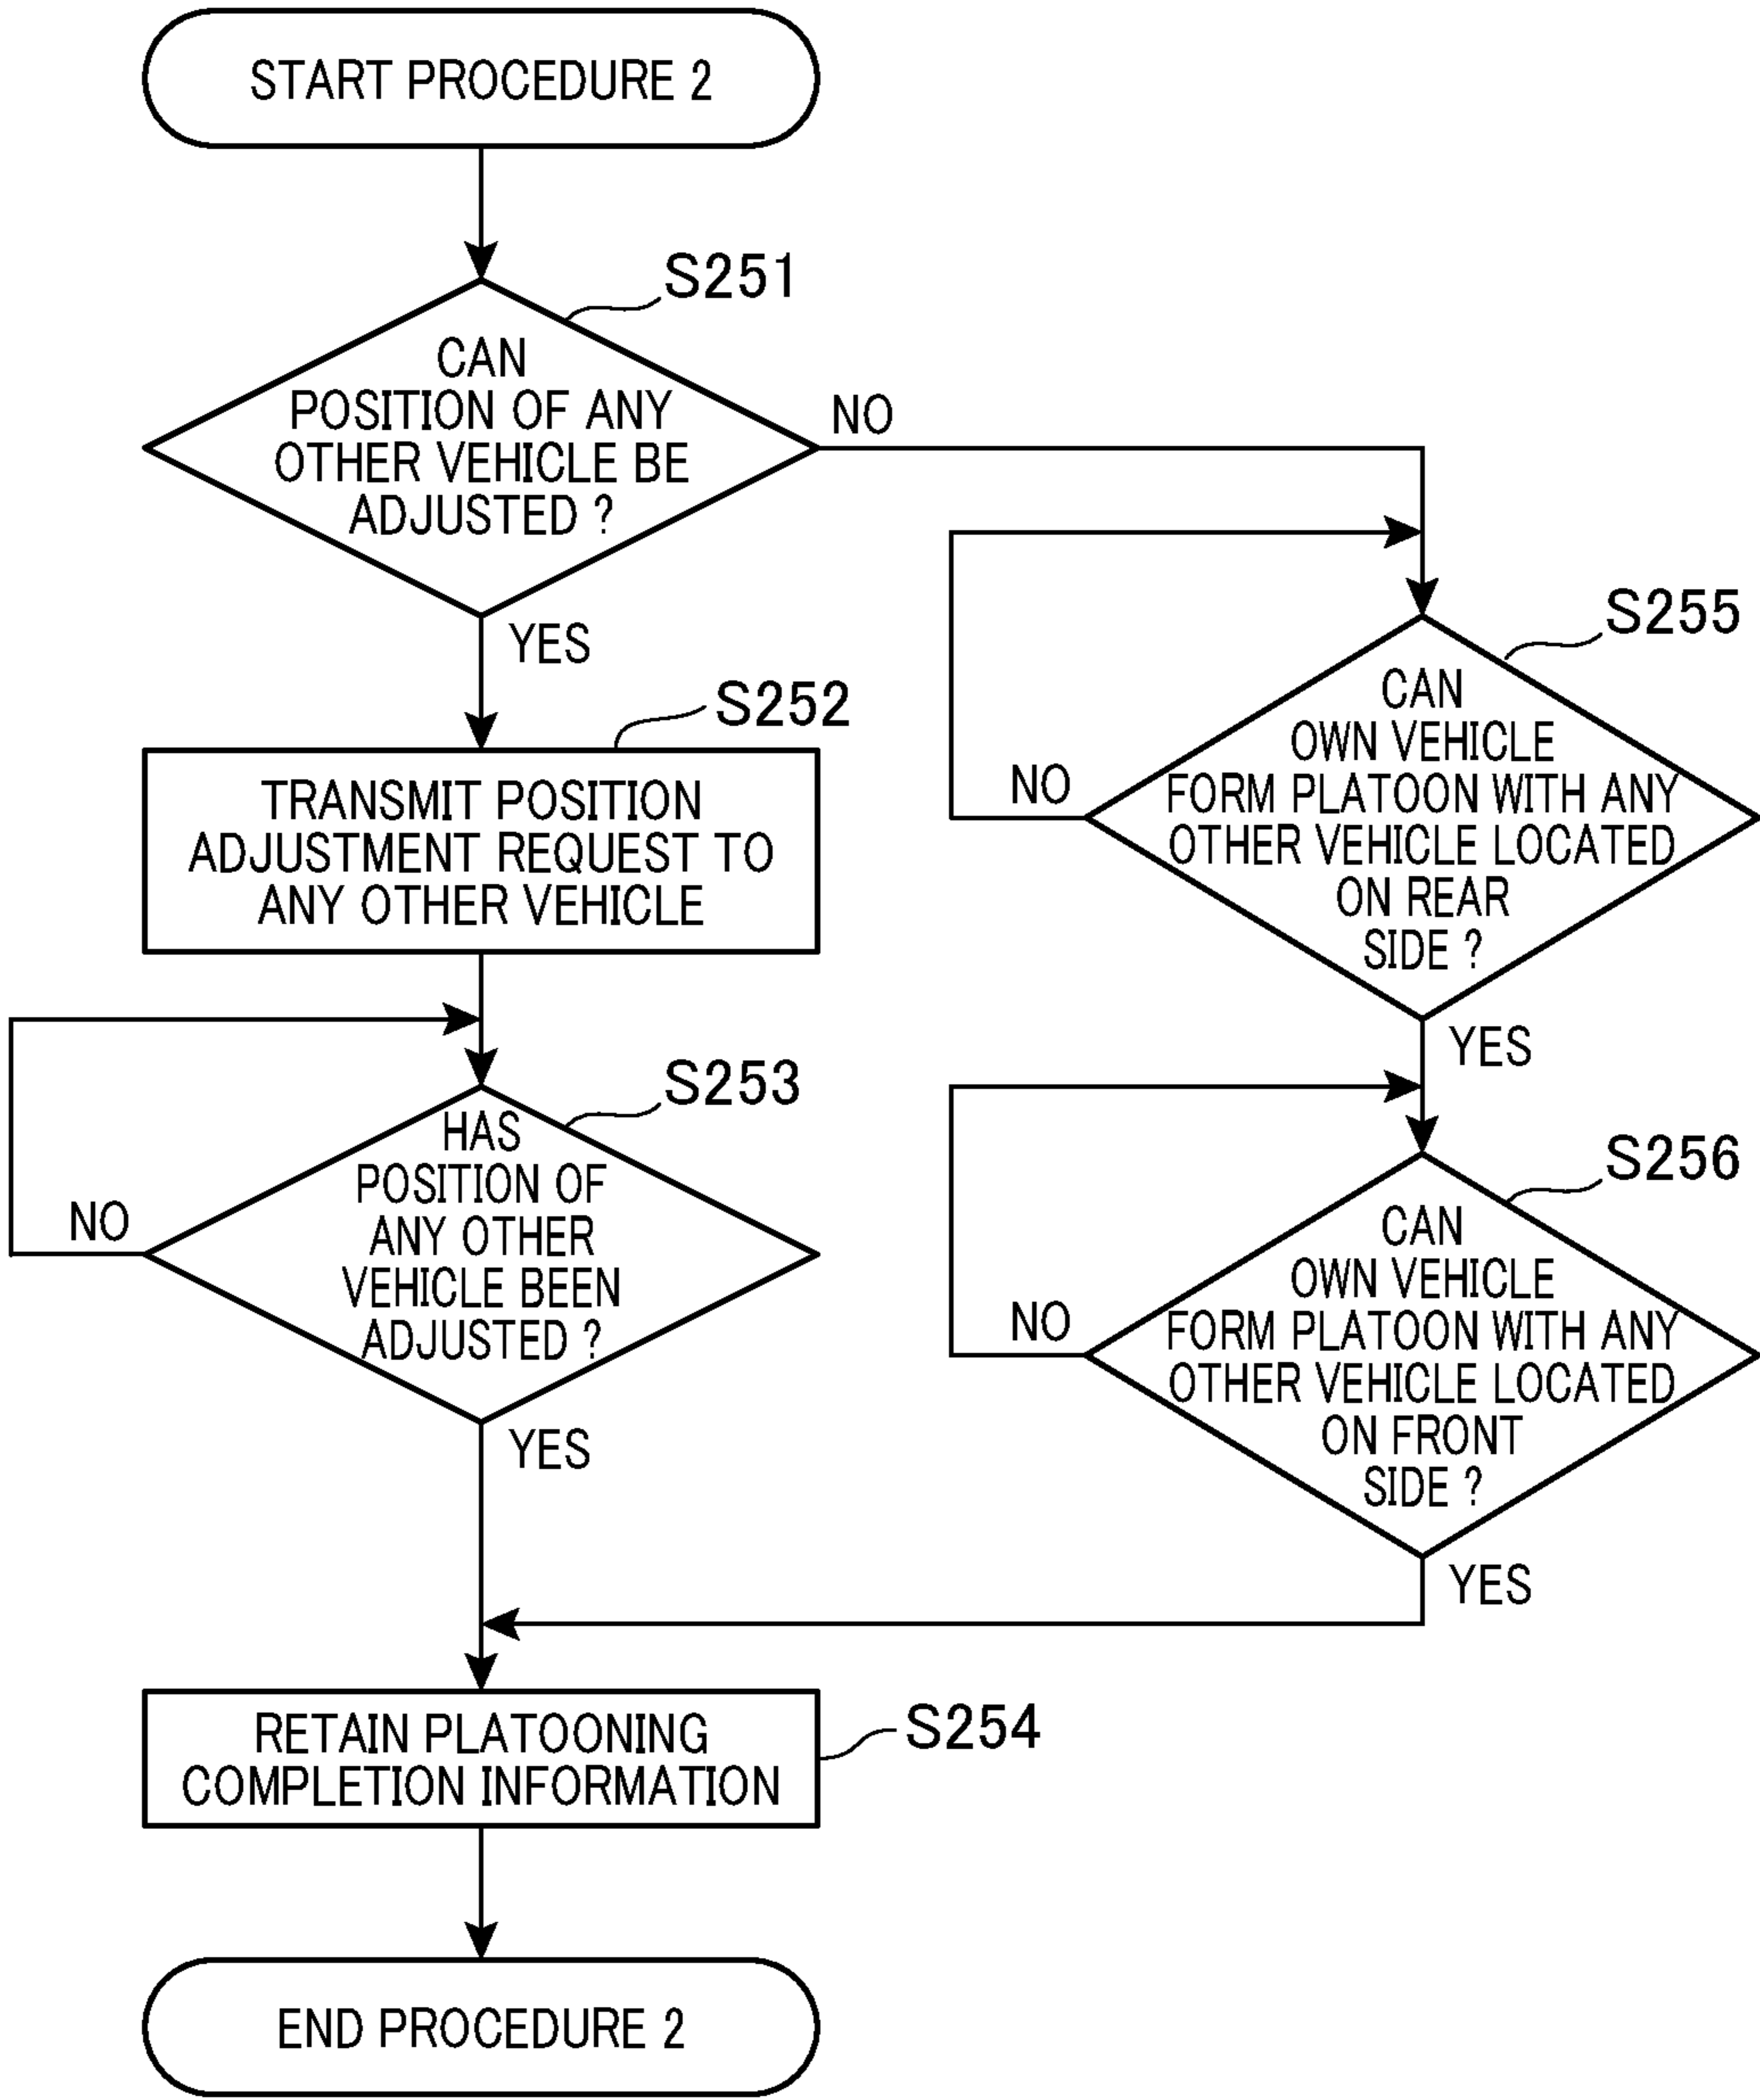 START PROCEDURE 2
S251
CAN
POSITION OF ANY
OTHER VEHICLE BE
ADJUSTED ?
NO
YES
S252
TRANSMIT POSITION
ADJUSTMENT REQUEST TO
ANY OTHER VEHICLE
S253
HAS
POSITION OF
ANY OTHER
VEHICLE BEEN
ADJUSTED ?
NO
YES
S255
CAN
OWN VEHICLE
FORM PLATOON WITH ANY
OTHER VEHICLE LOCATED
ON REAR
SIDE ?
NO
YES
S256
CAN
OWN VEHICLE
FORM PLATOON WITH ANY
OTHER VEHICLE LOCATED
ON FRONT
SIDE ?
NO
YES
RETAIN PLATOONING
COMPLETION INFORMATION
S254
END PROCEDURE 2